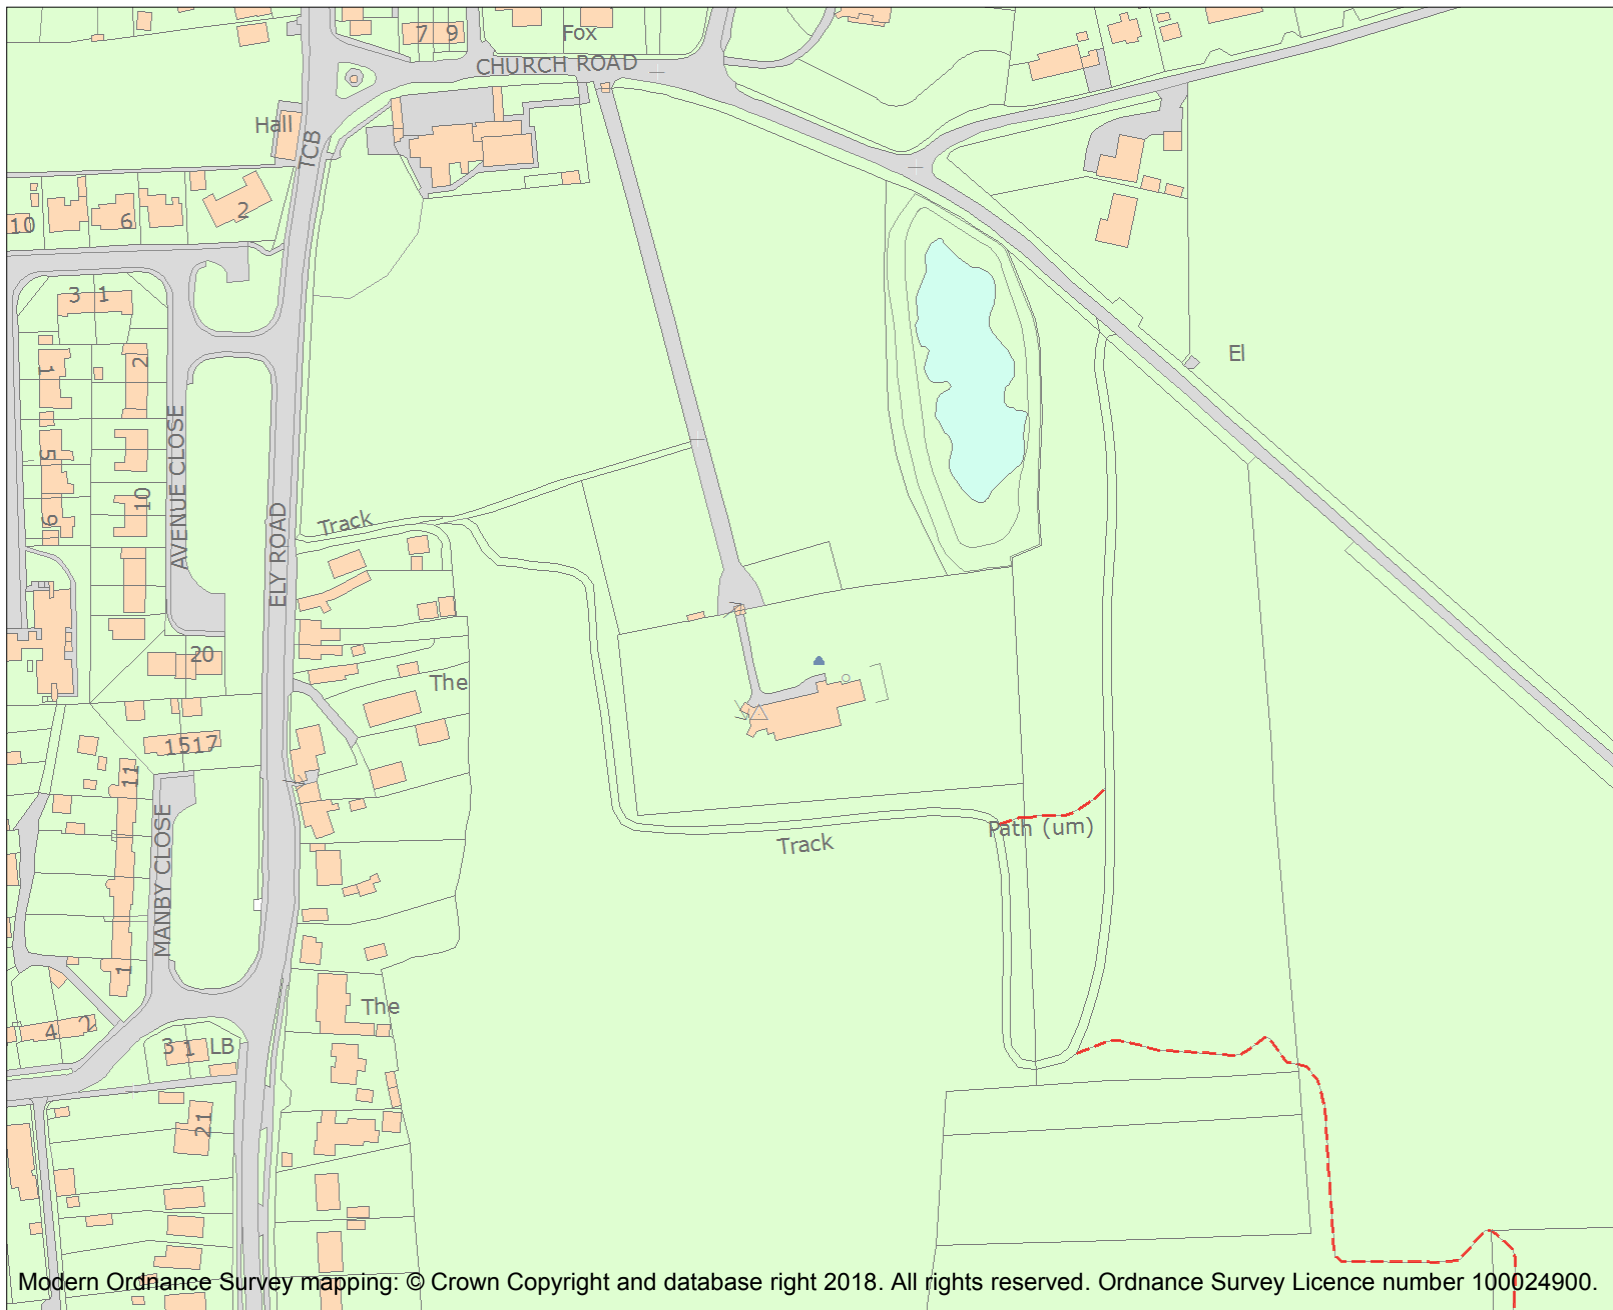 7 9
Fox
CHURCH ROAD
Hall
TCB
10
6
2
3 1
El
1
2
AVENUE CLOSE
5
10
9
ELY ROAD
Track
20
The
1517
11
MANBY CLOSE
Track
Path (um)
1
The
4 2
3 1 LB
21
Modern Ordnance Survey mapping: © Crown Copyright and database right 2018. All rights reserved. Ordnance Survey Licence number 100024900.